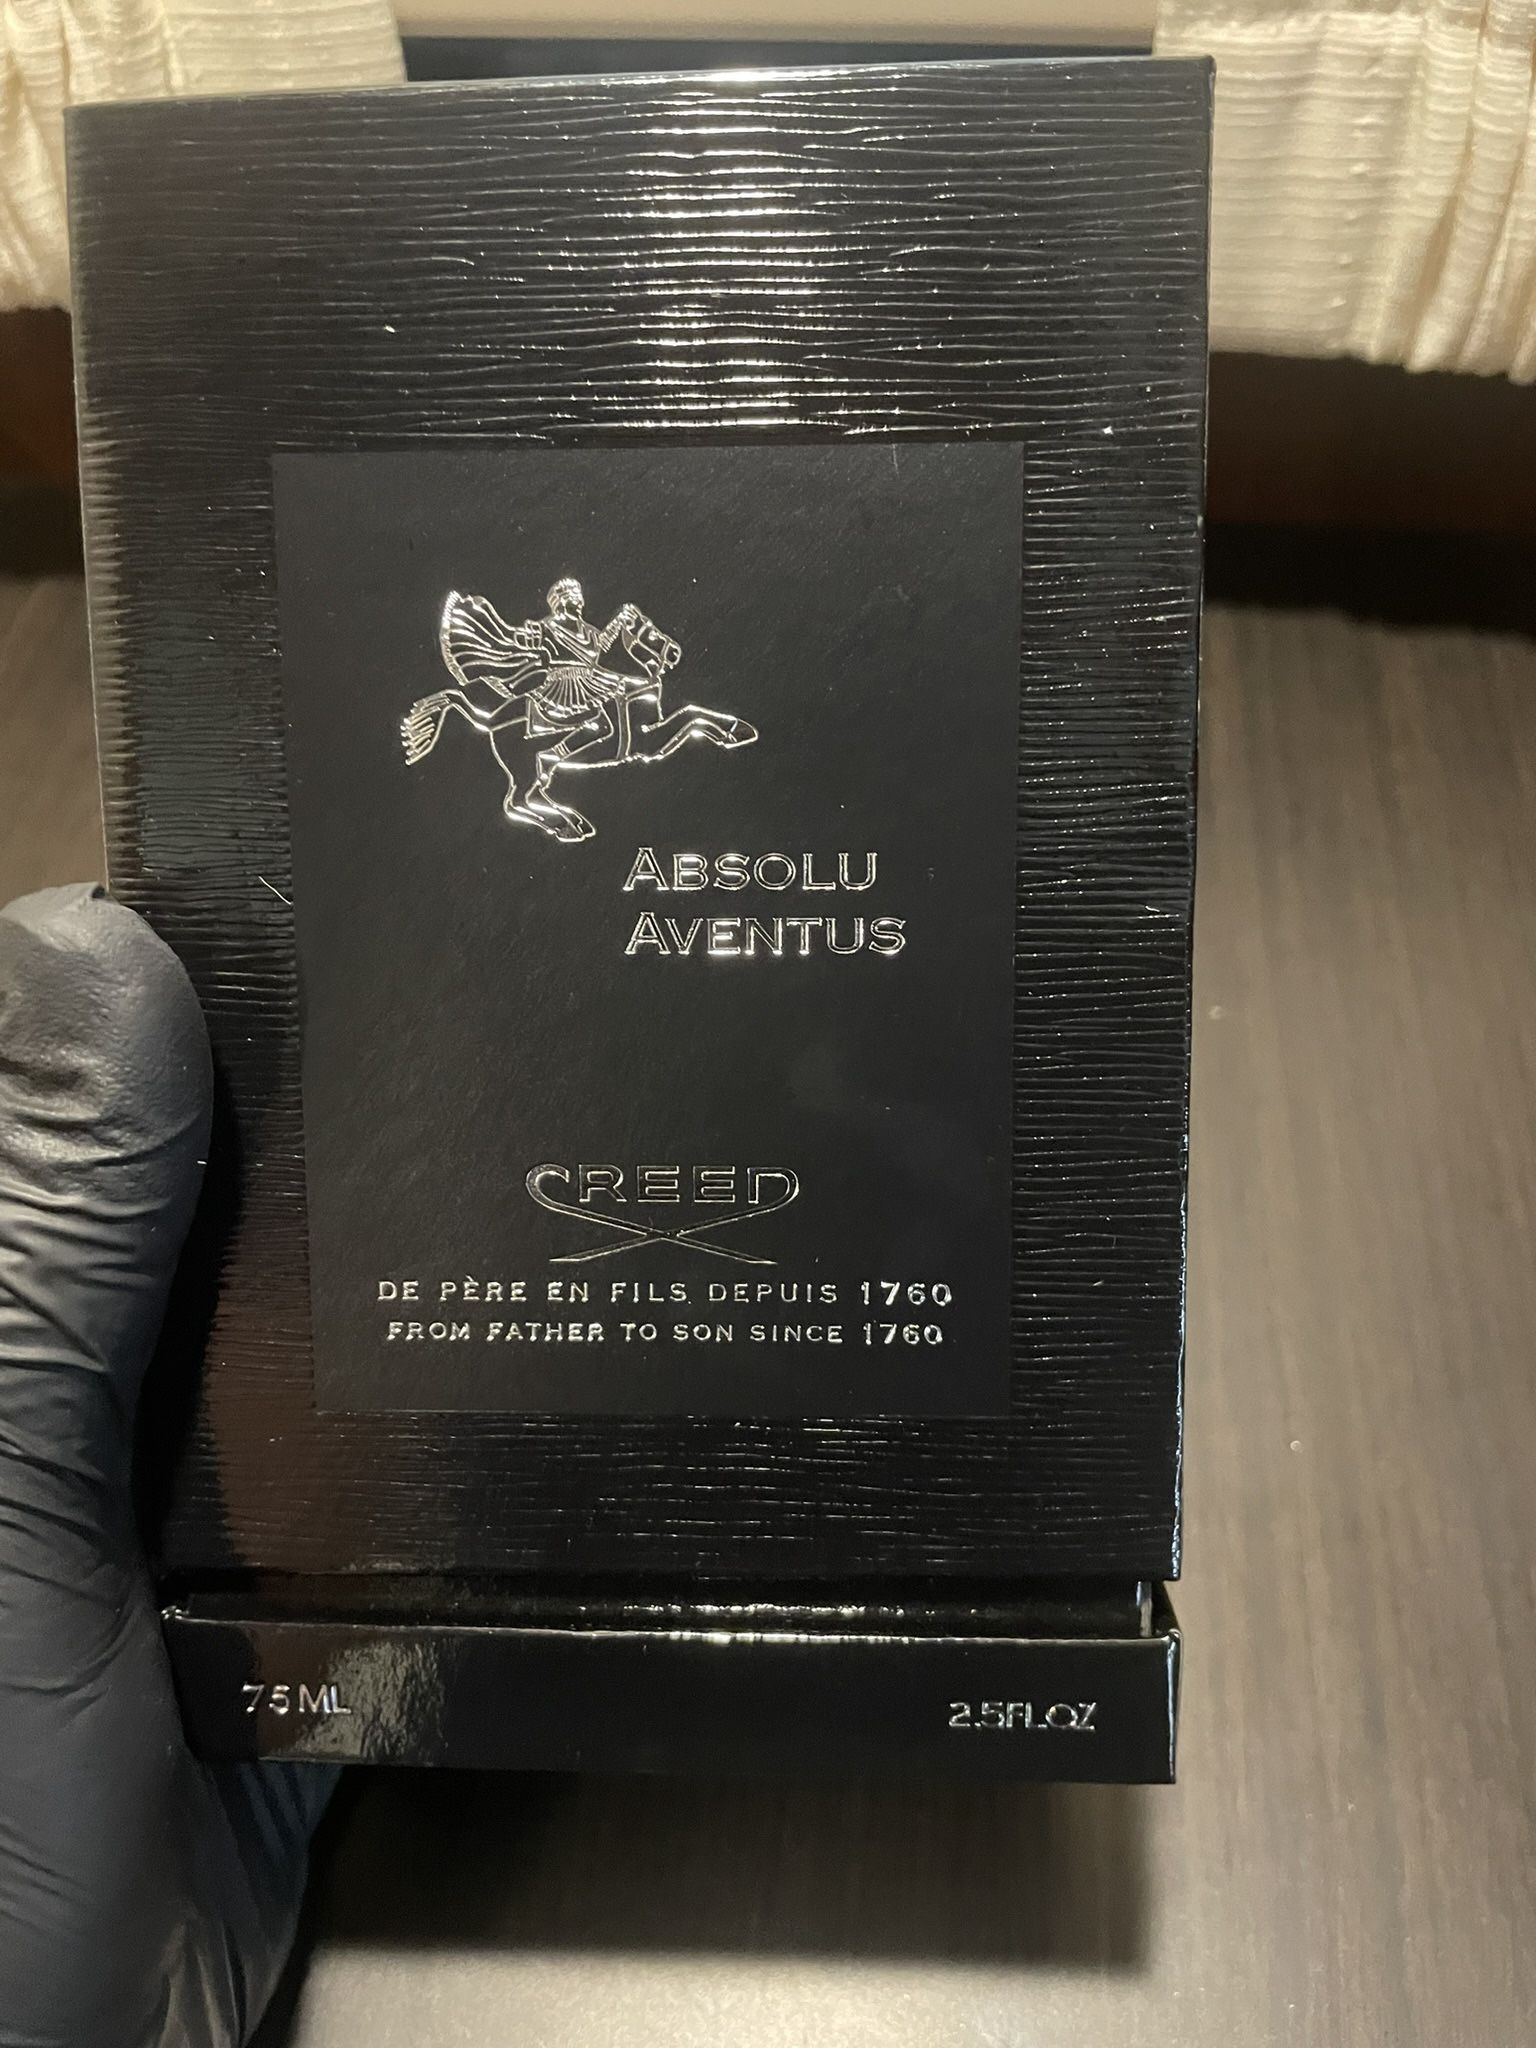 ABSOLU
AVENTUS
CREED
DE PÈRE EN FILS DEPUIS 1760
FROM FATHER TO SON SINCE 1760
75ML
2.5FL.OZ